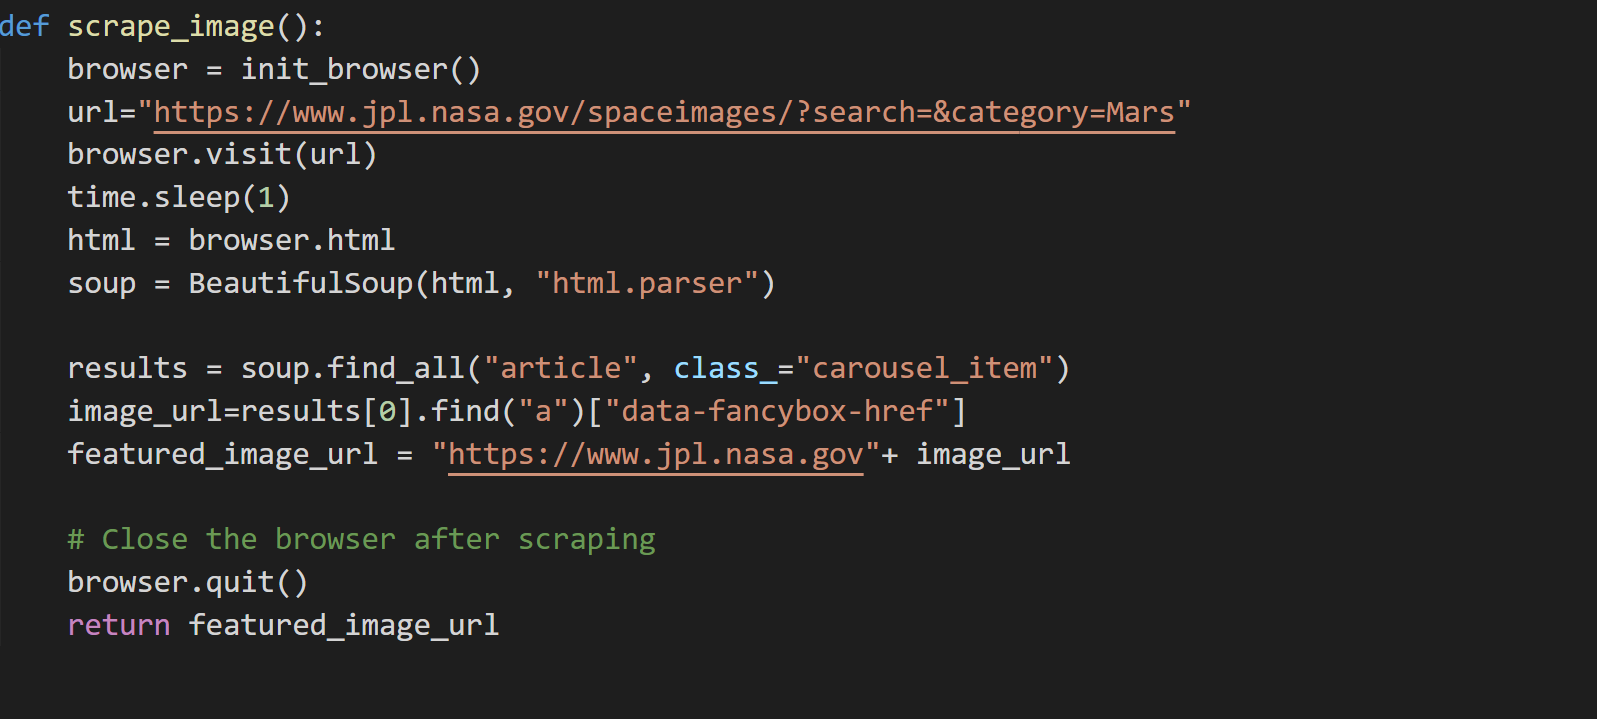 def scrape_image():
    browser = init_browser()
    url="https://www.jpl.nasa.gov/spaceimages/?search=&category=Mars"
    browser.visit(url)
    time.sleep(1)
    html = browser.html
    soup = BeautifulSoup(html, "html.parser")

    results = soup.find_all("article", class_="carousel_item")
    image_url=results[0].find("a")["data-fancybox-href"]
    featured_image_url = "https://www.jpl.nasa.gov"+ image_url

    # Close the browser after scraping
    browser.quit()
    return featured_image_url